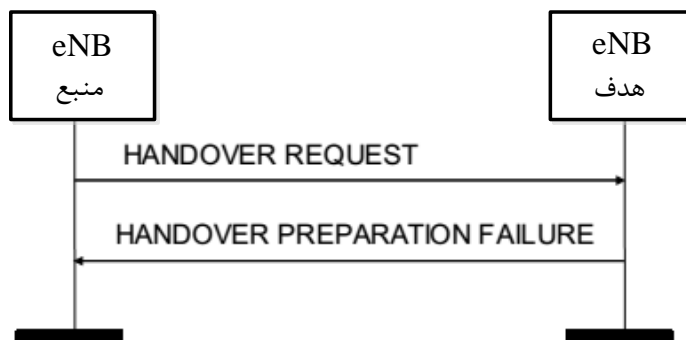 eNB
منبع
eNB
هدف
HANDOVER REQUEST
HANDOVER PREPARATION FAILURE